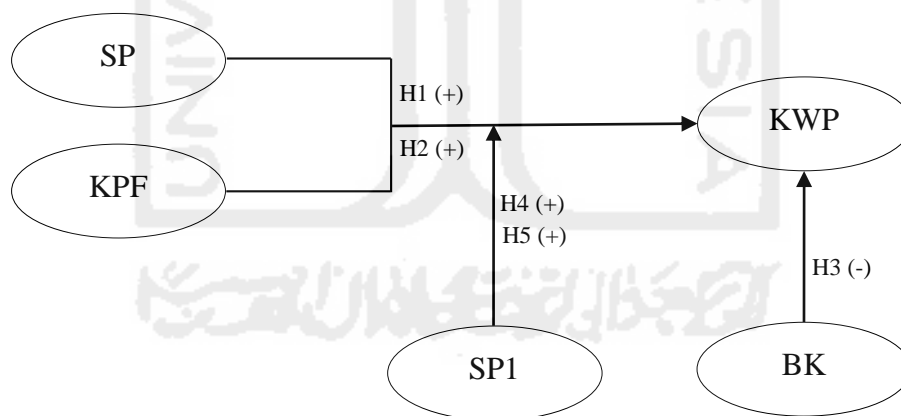 SP
H1 (+)
KWP
H2 (+)
KPF
H4 (+)
H5 (+)
H3 (-)
SP1
BK